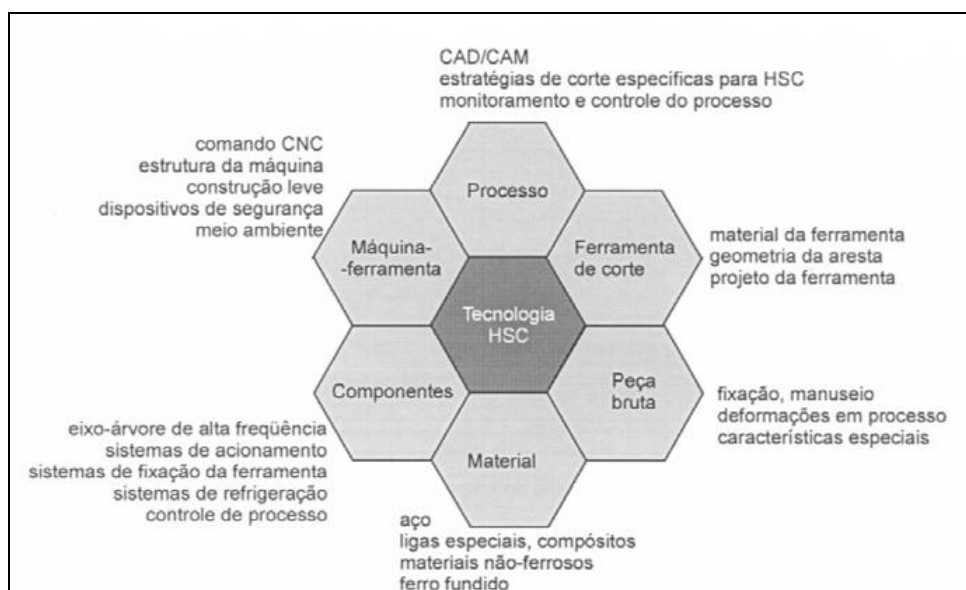 CAD/CAM
estratégias de corte específicas para HSC
monitoramento e controle do processo
comando CNC
estrutura da máquina
construção leve
dispositivos de segurança
meio ambiente
Processo
Máquina-
-ferramenta
Ferramenta
de corte
material da ferramenta
geometria da aresta
projeto da ferramenta
Tecnologia
HSC
Componentes
Peça
bruta
fixação, manuseio
deformações em processo
características especiais
eixo-árvore de alta freqüência
sistemas de acionamento
sistemas de fixação da ferramenta
sistemas de refrigeração
controle de processo
Material
aço
ligas especiais, compósitos
materiais não-ferrosos
ferro fundido